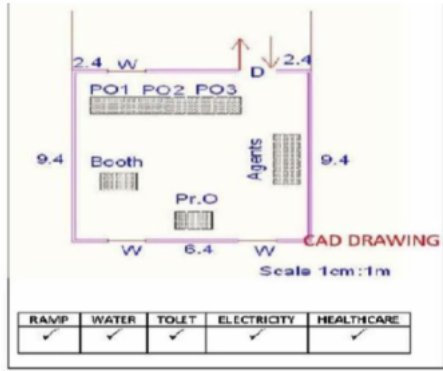 2.4 W D 2.4
PO1 PO2 PO3
9.4 Booth Agents 9.4
Pr.O
CAD DRAWING
W 6.4 W
Scale 1cm:1m
RAMP WATER TOLET ELECTRICITY HEALTHCARE
✓ ✓ ✓ ✓ ✓